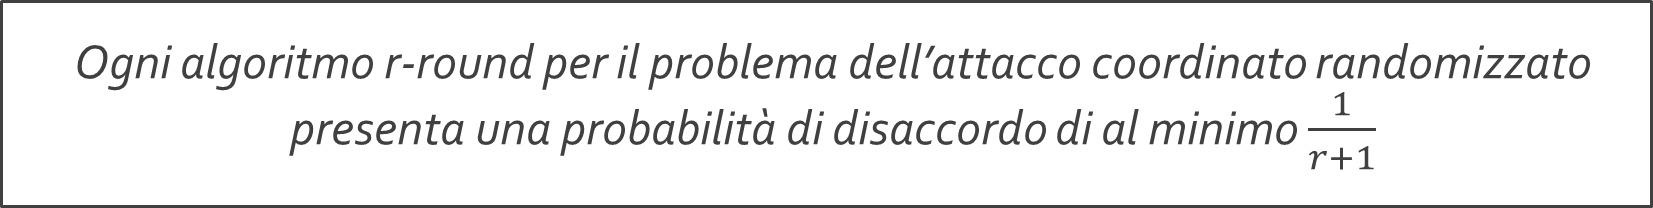 Ogni algoritmo r-round per il problema dell’attacco coordinato randomizzato
presenta una probabilità di disaccordo di al minimo \frac{1}{r+1}